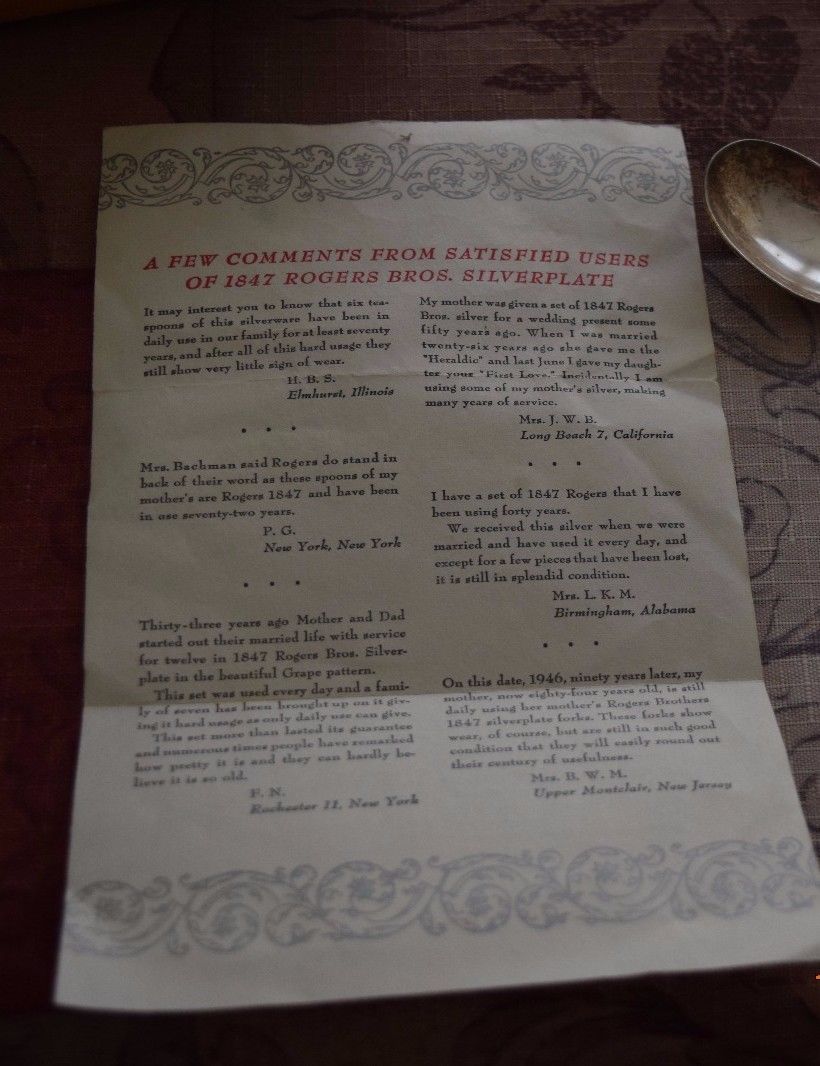 A FEW COMMENTS FROM SATISFIED USERS
OF 1847 ROGERS BROS. SILVERPLATE
It may interest you to know that six tea-
spoons of this silverware have been in
daily use in our family for at least seventy
years, and after all of this hard usage they
still show very little sign of wear.
H. B. S.
Elmhurst, Illinois
• • •
Mrs. Bachman said Rogers do stand in
back of their word as these spoons of my
mother's are Rogers 1847 and have been
in use seventy-two years.
P. G.
New York, New York
• • •
Thirty-three years ago Mother and Dad
started out their married life with service
for twelve in 1847 Rogers Bros. Silver-
plate in the beautiful Grape pattern.
This set was used every day and a fami-
ly of seven has been brought up on it giv-
ing it hard usage as only daily use can give.
This set more than lasted its guarantee
and numerous times people have remarked
how pretty it is and they can hardly be-
lieve it is so old.
F. N.
Rochester 11, New York
My mother was given a set of 1847 Rogers
Bros. silver for a wedding present some
fifty years ago. When I was married
twenty-six years ago she gave me the
"Heraldic" and last June I gave my daugh-
ter your "First Love." Incidentally I am
using some of my mother's silver, making
many years of service.
Mrs. J. W. B.
Long Beach 7, California
• • •
I have a set of 1847 Rogers that I have
been using forty years.
We received this silver when we were
married and have used it every day, and
except for a few pieces that have been lost,
it is still in splendid condition.
Mrs. L. K. M.
Birmingham, Alabama
• • •
On this date, 1946, ninety years later, my
mother, now eighty-four years old, is still
daily using her mother's Rogers Brothers
1847 silverplate forks. These forks show
wear, of course, but are still in such good
condition that they will easily round out
their century of usefulness.
Mrs. B. W. M.
Upper Montclair, New Jersey